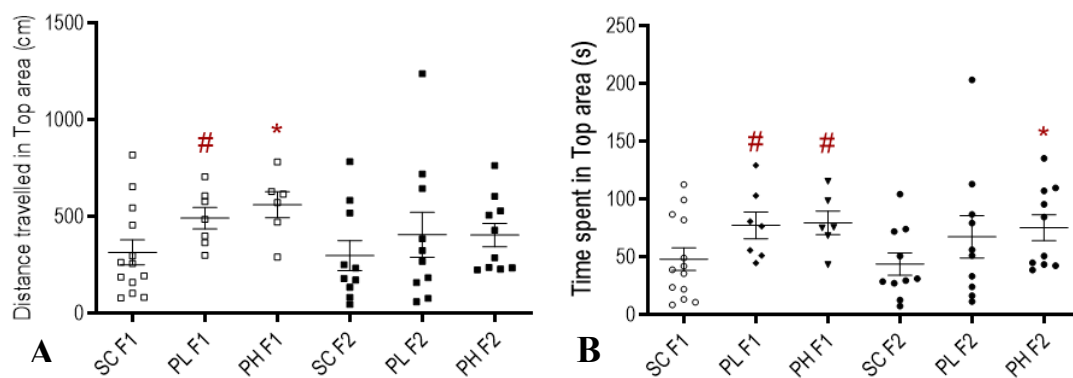 Distance travelled in Top area (cm)
1500
1000
500
0
#
*
SC F1
PL F1
PH F1
SC F2
PL F2
PH F2
A
Time spent in Top area (s)
250
200
150
100
50
0
#
#
*
SC F1
PL F1
PH F1
SC F2
PL F2
PH F2
B